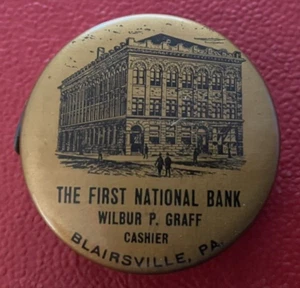 THE FIRST NATIONAL BANK
WILBUR P. GRAFF
CASHIER
BLAIRSVILLE, PA.